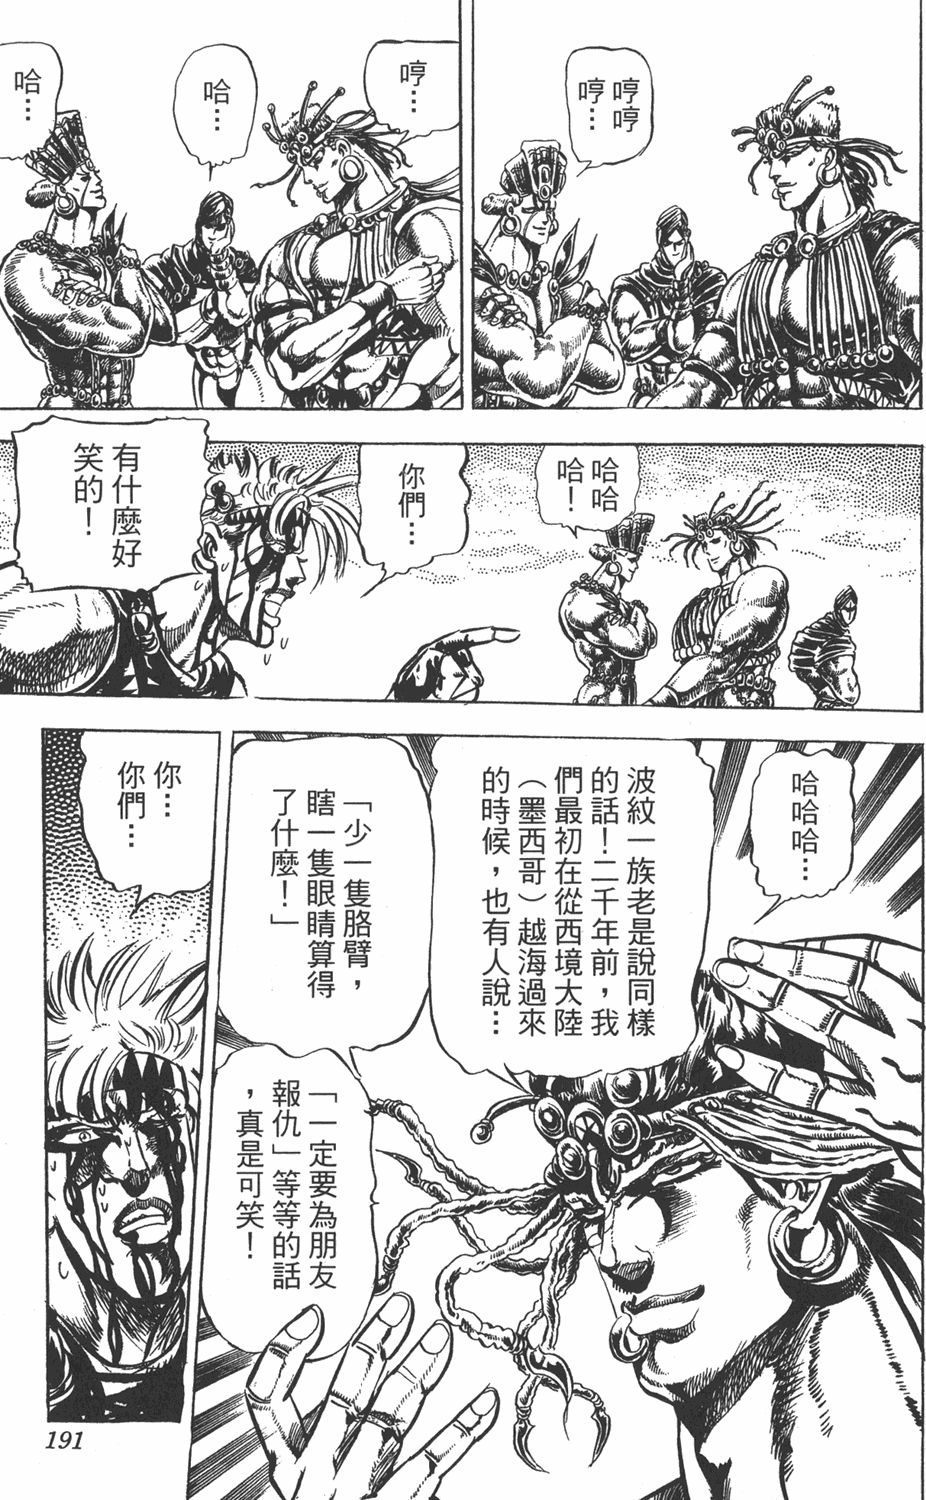 哼哼
哼…
哼…
哈…
哈…
哈哈
哈！
你們…
有什麼好
笑的！
哈哈哈…
波紋一族老是說同樣
的話！二千年前，我
們最初在從西境大陸
（墨西哥）越海過來
的時候，也有人說…
「少一隻胳臂，
瞎一隻眼睛算得
了什麼！」
「一定要為朋友
報仇」等等的話
，真是可笑！
你…
你們…
191